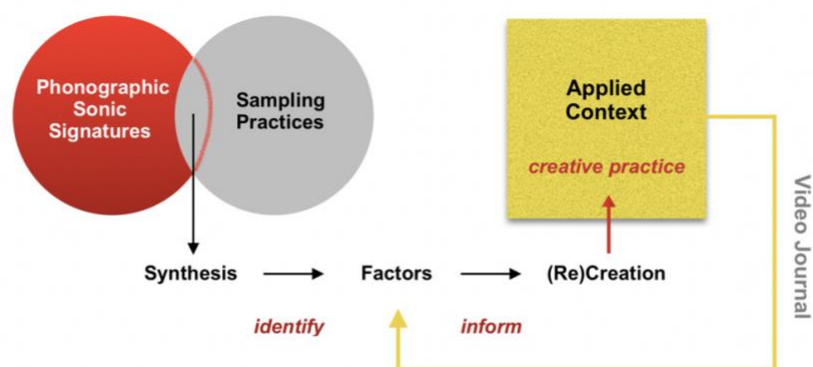 Phonographic
Sonic
Signatures
Sampling
Practices
Applied
Context
creative practice
Video Journal
Synthesis
Factors
(Re)Creation
identify
inform